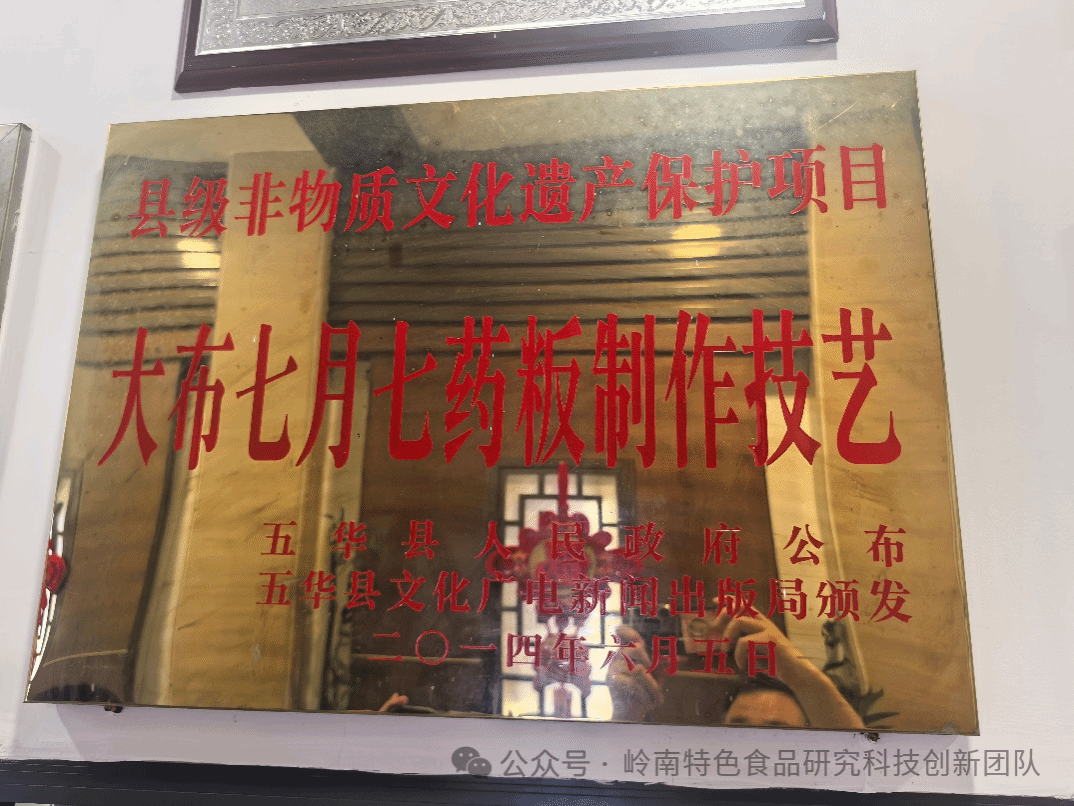 县级非物质文化遗产保护项目
大布七月七药粄制作技艺
五华县人民政府公布
五华县文化广电新闻出版局颁发
二〇一四年六月五日
公众号·岭南特色食品研究科技创新团队